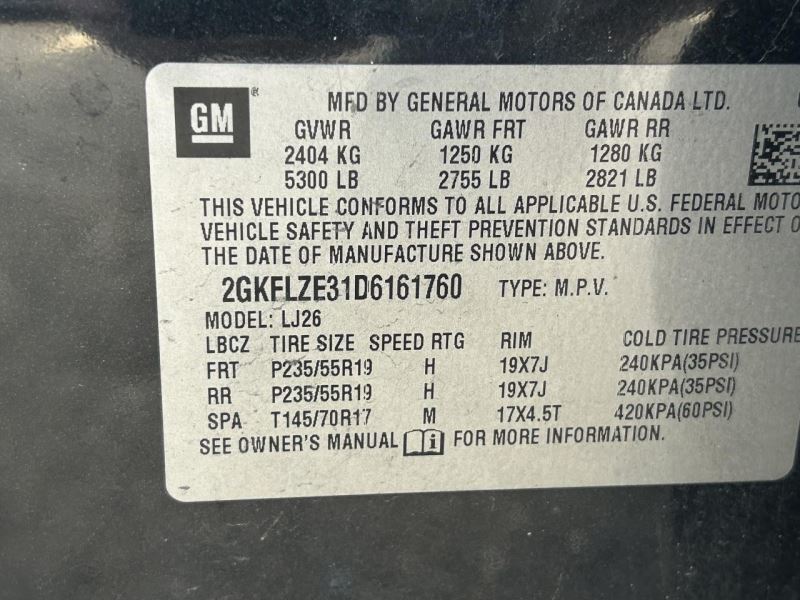 GM ® MFD BY GENERAL MOTORS OF CANADA LTD.
GVWR GAWR FRT GAWR RR
2404 KG 1250 KG 1280 KG
5300 LB 2755 LB 2821 LB
THIS VEHICLE CONFORMS TO ALL APPLICABLE U.S. FEDERAL MOTO
VEHICLE SAFETY AND THEFT PREVENTION STANDARDS IN EFFECT O
THE DATE OF MANUFACTURE SHOWN ABOVE.
2GKFLZE31D6161760 TYPE: M.P.V.
MODEL: LJ26
LBCZ TIRE SIZE SPEED RTG RIM COLD TIRE PRESSURE
FRT P235/55R19 H 19X7J 240KPA(35PSI)
RR P235/55R19 H 19X7J 240KPA(35PSI)
SPA T145/70R17 M 17X4.5T 420KPA(60PSI)
SEE OWNER'S MANUAL FOR MORE INFORMATION.